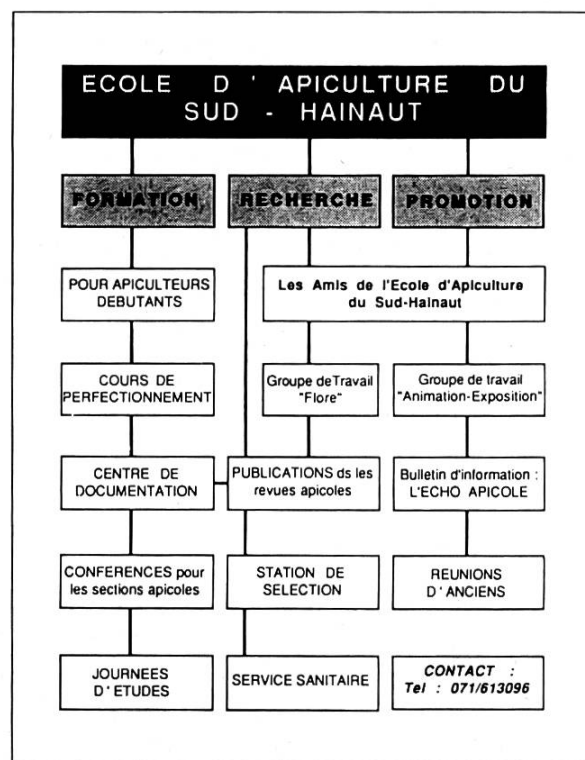 ECOLE D ' APICULTURE DU
SUD - HAINAUT
FORMATION
RECHERCHE
PROMOTION
POUR APICULTEURS
DEBUTANTS
Les Amis de l'Ecole d'Apiculture
du Sud-Hainaut
COURS DE
PERFECTIONNEMENT
Groupe de Travail
"Flore"
Groupe de travail
"Animation-Exposition"
CENTRE DE
DOCUMENTATION
PUBLICATIONS ds les
revues apicoles
Bulletin d'information :
L'ECHO APICOLE
CONFERENCES pour
les sections apicoles
STATION DE
SELECTION
REUNIONS
D'ANCIENS
JOURNEES
D'ETUDES
SERVICE SANITAIRE
CONTACT :
Tel : 071/613096